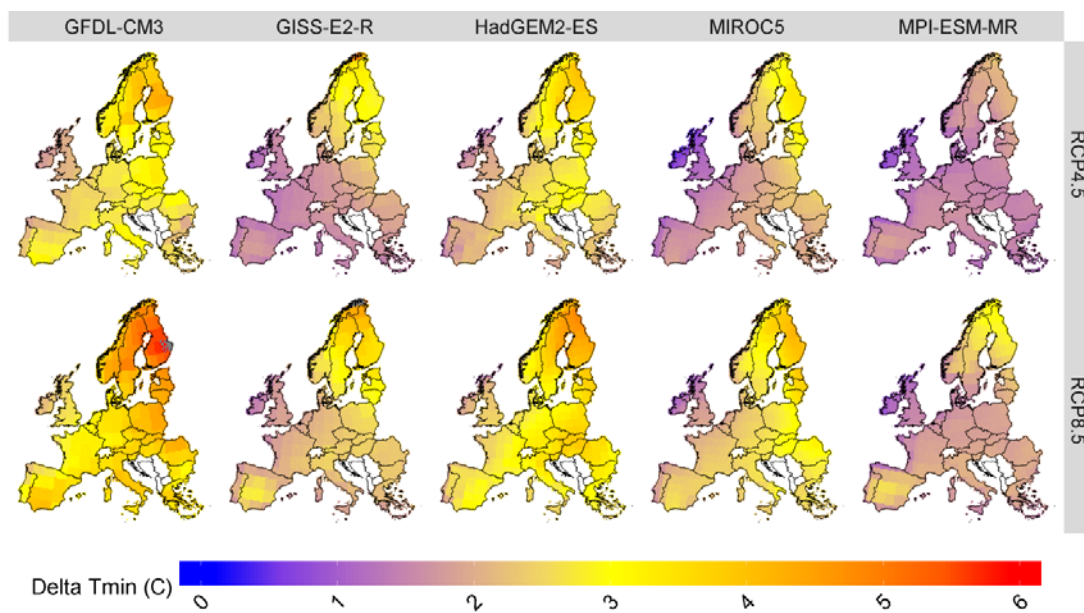 GFDL-CM3 GISS-E2-R HadGEM2-ES MIROC5 MPI-ESM-MR
RCP4.5
RCP8.5
Delta Tmin (C)
0 1 2 3 4 5 6